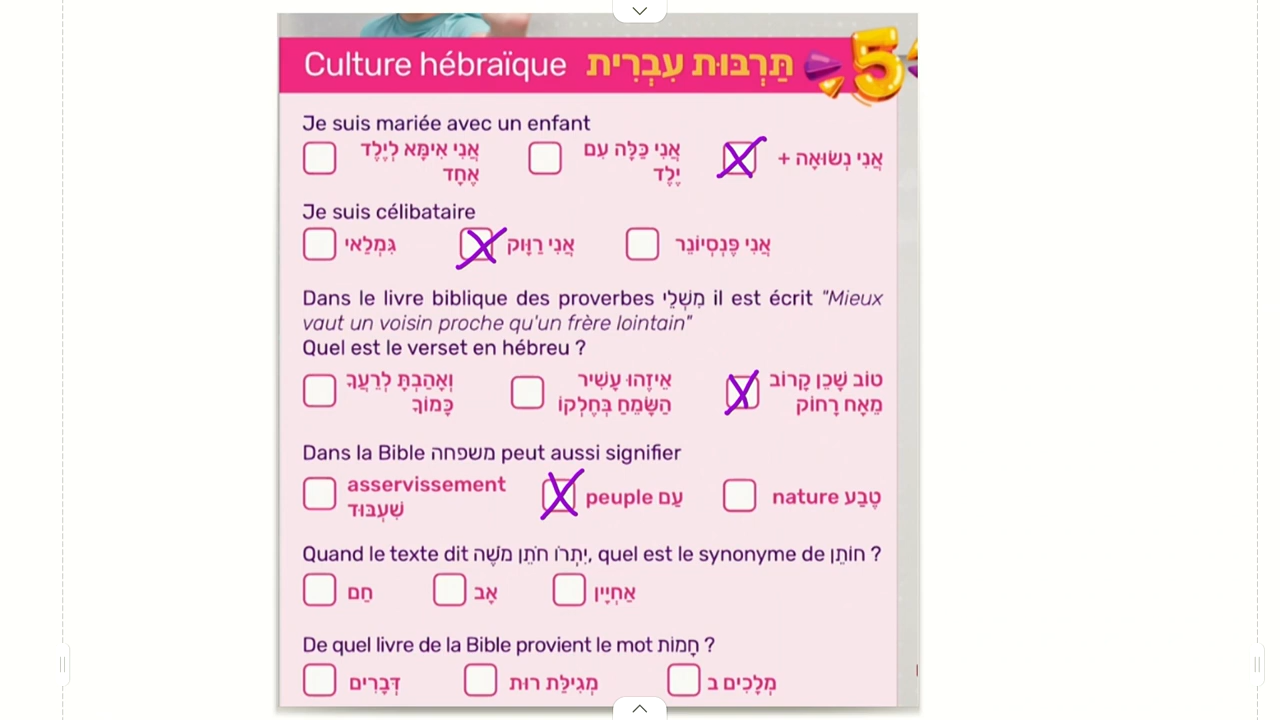 Culture hébraïque תַּרְבּוּת עִבְרִית 5
Je suis mariée avec un enfant
אֲנִי אִימָּא לְיֶלֶד אֶחָד
אֲנִי כַּלָּה עִם יֶלֶד
אֲנִי נְשׂוּאָה +
Je suis célibataire
גִּמְלַאי אֲנִי רַוָּוק אֲנִי פֶּנְסְיוֹנֵר
Dans le livre biblique des proverbes מִשְׁלֵי il est écrit "Mieux
vaut un voisin proche qu'un frère lointain"
Quel est le verset en hébreu ?
וְאָהַבְתָּ לְרֵעֲךָ
כָּמוֹךָ
אֵיזֶהוּ עָשִׁיר
הַשָּׂמֵחַ בְּחֶלְקוֹ
טוֹב שָׁכֵן קָרוֹב
מֵאָח רָחוֹק
Dans la Bible משפחה peut aussi signifier
asservissement
שִׁעְבּוּד
peuple עַם
nature טֶבַע
Quand le texte dit יִתְרוֹ חֹתֵן מֹשֶׁה, quel est le synonyme de חוֹתֵן ?
חַם אָב אַחְיָין
De quel livre de la Bible provient le mot חָמוֹת ?
דְּבָרִים מְגִילַּת רוּת מְלָכִים ב